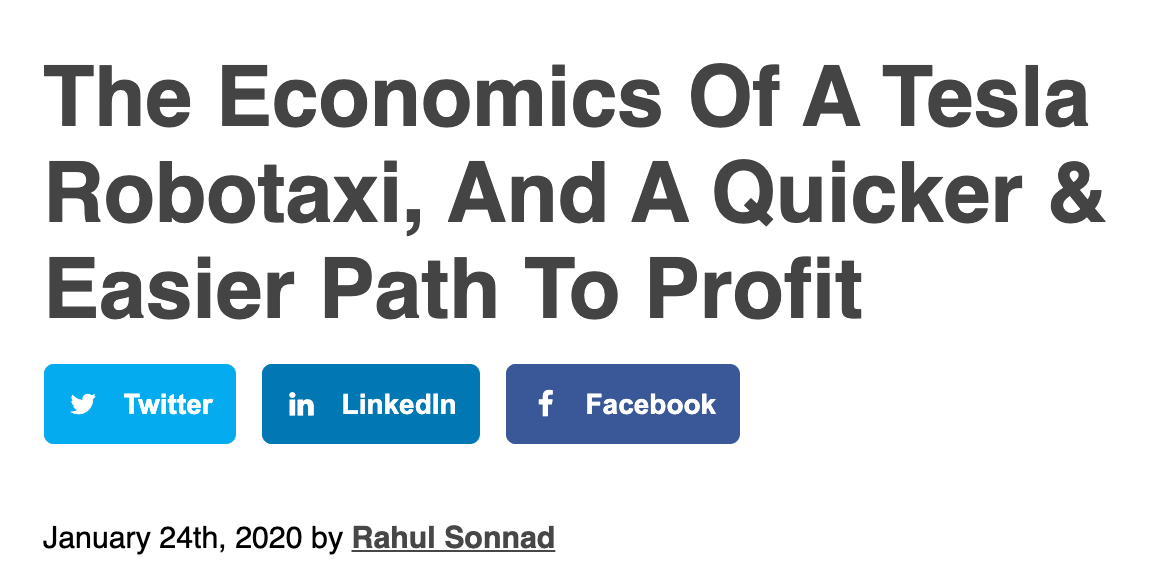 The Economics Of A Tesla
Robotaxi, And A Quicker &
Easier Path To Profit
Twitter LinkedIn Facebook
January 24th, 2020 by Rahul Sonnad